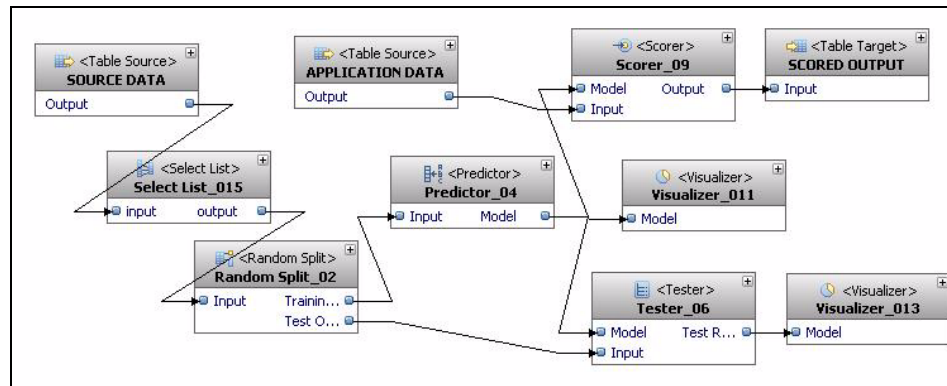 <Table Source>
SOURCE DATA
Output
<Table Source>
APPLICATION DATA
Output
<Scorer>
Scorer_09
Model Output
Input
<Table Target>
SCORED OUTPUT
Input
<Select List>
Select List_015
input output
<Predictor>
Predictor_04
Input Model
<Visualizer>
Visualizer_011
Model
<Random Split>
Random Split_02
Input Trainin...
Test O...
<Tester>
Tester_06
Model Test R...
Input
<Visualizer>
Visualizer_013
Model